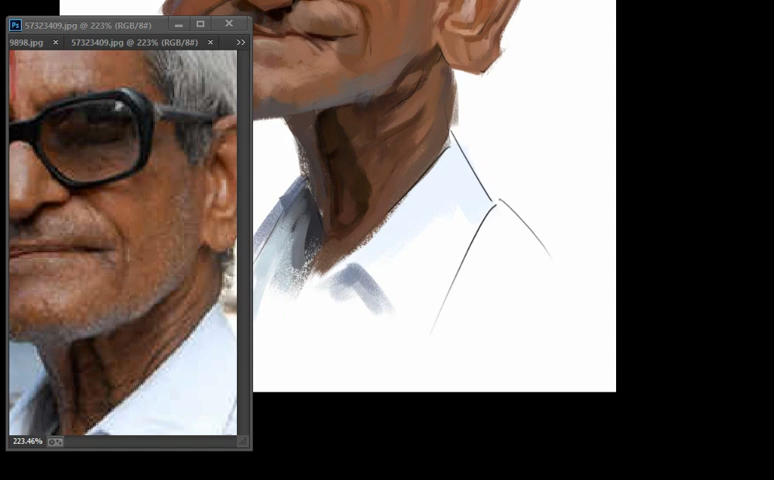 Ps 57323409.jpg @ 223% (RGB/8#)
9898.jpg × 57323409.jpg @ 223% (RGB/8#) × >>
223.46%